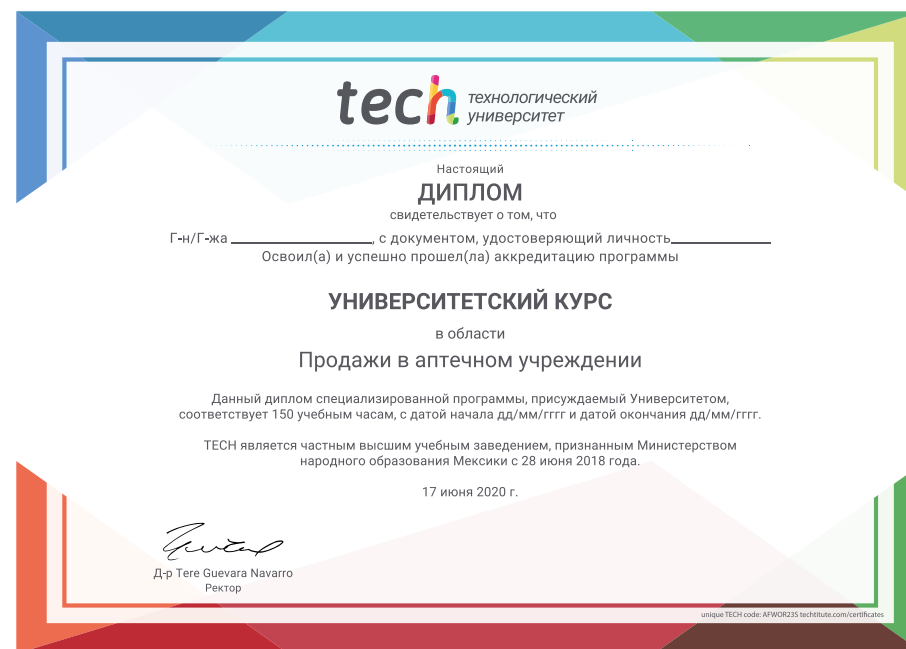 tech технологический
университет
Настоящий
ДИПЛОМ
свидетельствует о том, что
Г-н/Г-жа ____________, с документом, удостоверяющий личность____________
Освоил(а) и успешно прошел(ла) аккредитацию программы
УНИВЕРСИТЕТСКИЙ КУРС
в области
Продажи в аптечном учреждении
Данный диплом специализированной программы, присуждаемый Университетом,
соответствует 150 учебным часам, с датой начала дд/мм/гггг и датой окончания дд/мм/гггг.
TECH является частным высшим учебным заведением, признанным Министерством
народного образования Мексики с 28 июня 2018 года.
17 июня 2020 г.
Д-р Tere Guevara Navarro
Ректор
unique TECH code: AFWOR23S techtitute.com/certificates